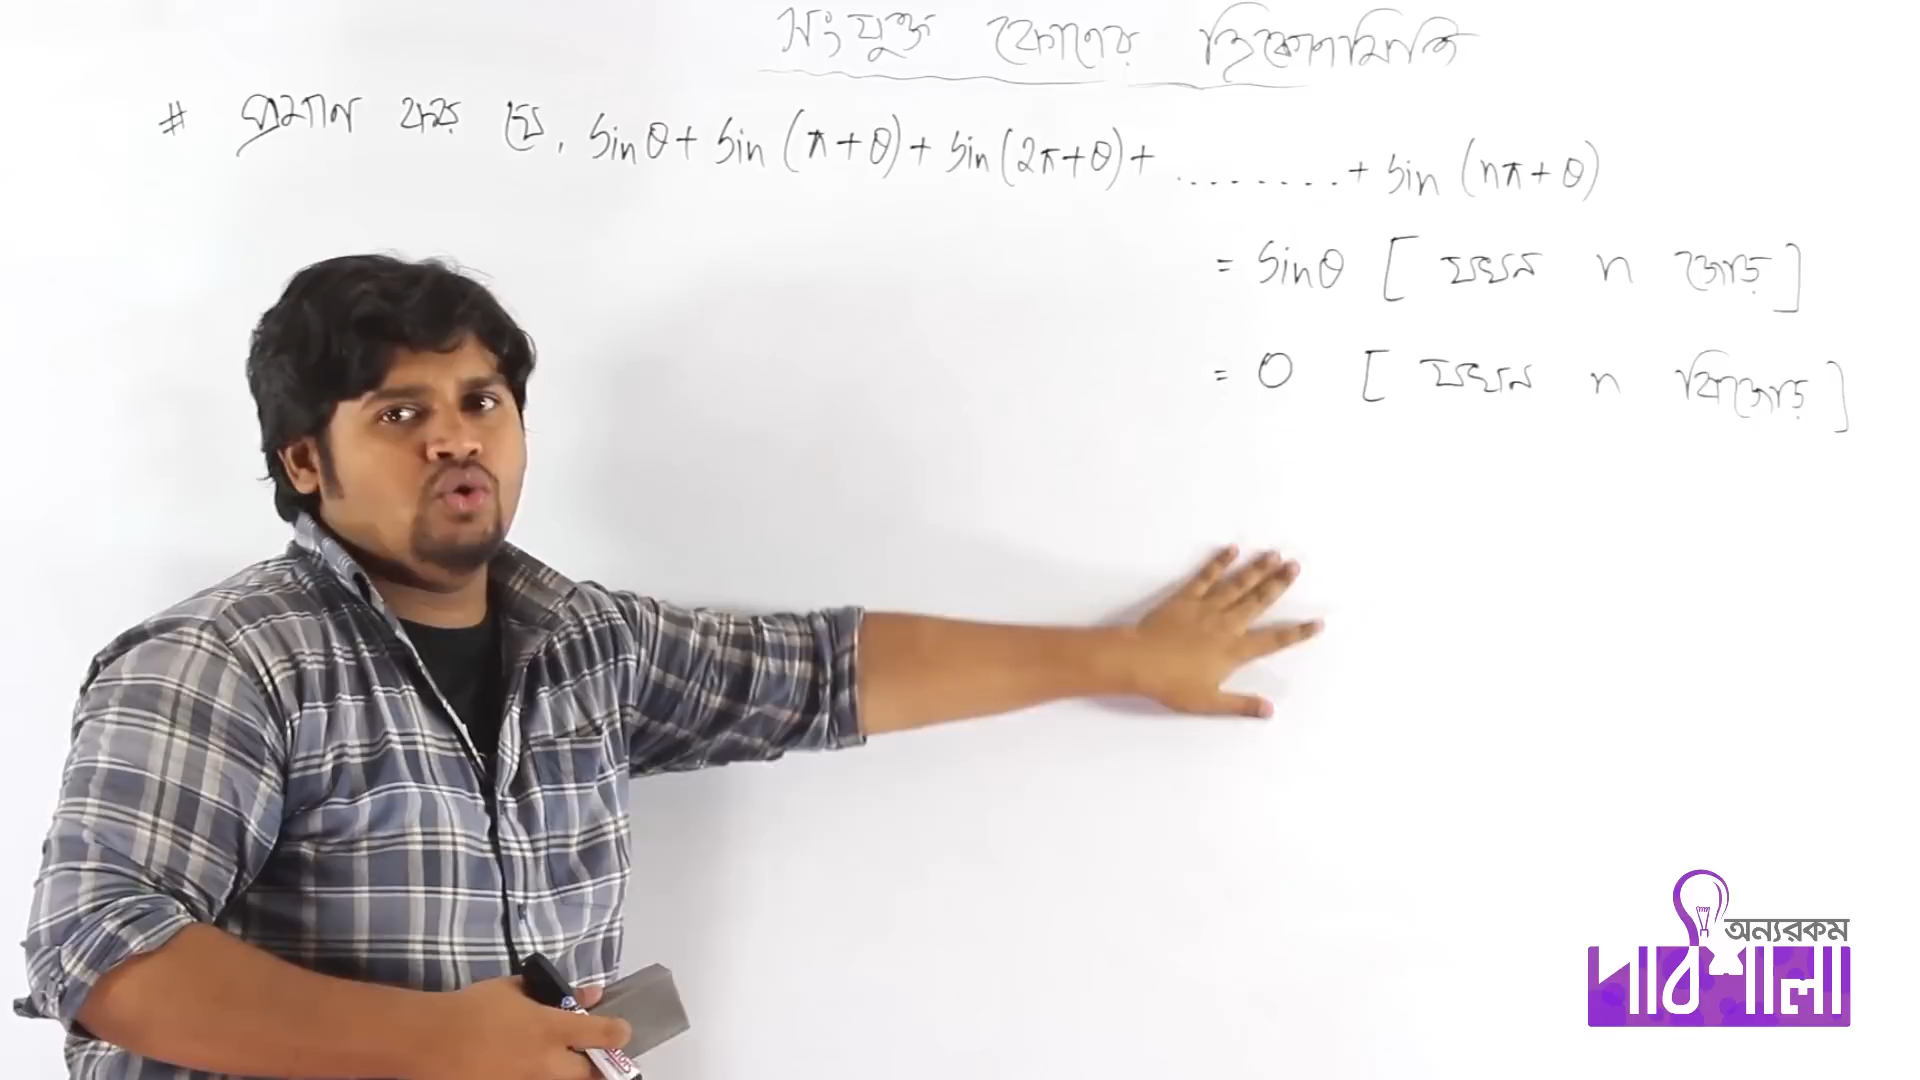 সংযুক্ত কোণের ত্রিকোণমিতি
# প্রমাণ কর যে, sinθ + sin (π+θ) + sin (2π+θ) + ........ + sin (nπ+θ)
= sinθ [ যখন n জোড় ]
= 0 [ যখন n বিজোড় ]
অন্যরকম
পাঠশালা